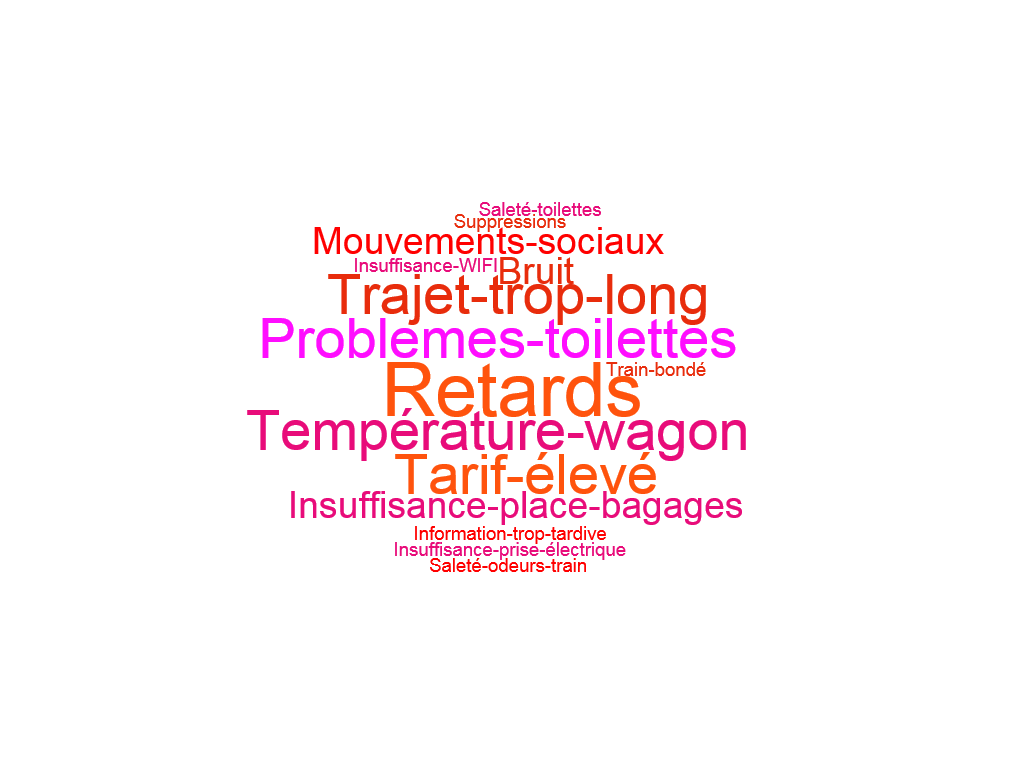 Saleté-toilettes
Suppressions
Mouvements-sociaux
Insuffisance-WIFI
Bruit
Trajet-trop-long
Problèmes-toilettes
Retards
Train-bondé
Température-wagon
Tarif-élevé
Insuffisance-place-bagages
Information-trop-tardive
Insuffisance-prise-électrique
Saleté-odeurs-train